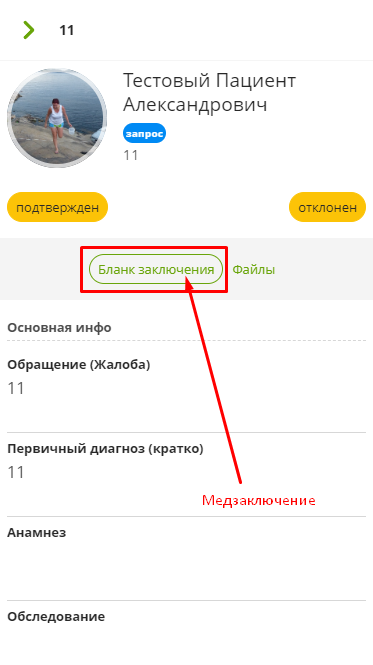 11
Тестовый Пациент
Александрович
запрос
11
подтвержден
отклонен
Бланк заключения
Файлы
Основная инфо
Обращение (Жалоба)
11
Первичный диагноз (кратко)
11
Медзаключение
Анамнез
Обследование